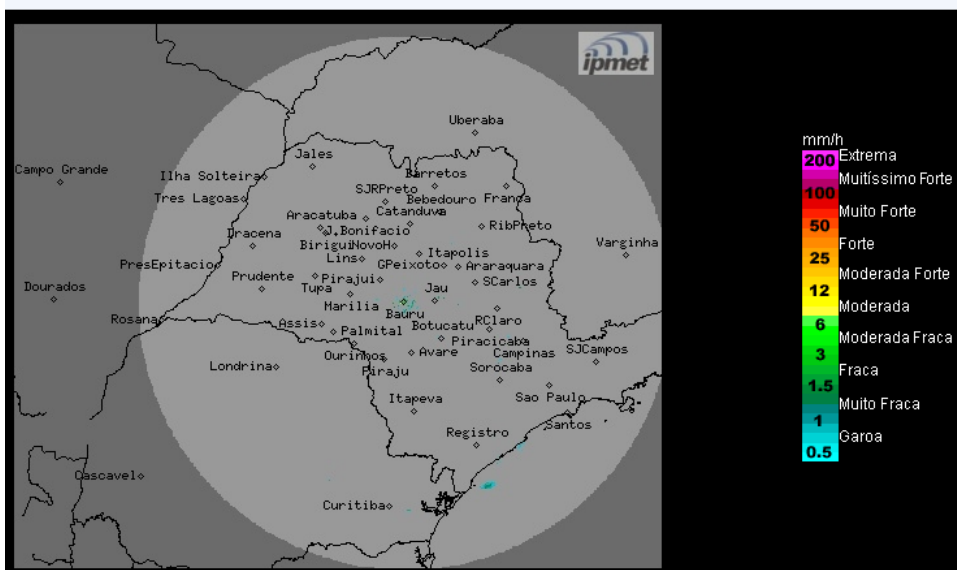 ipmet
Uberaba
Campo Grande
Jales
Ilha Solteira
Barretos
SJRPreto
Tres Lagoas
Bebedouro
Franca
Catanduva
Aracatuba
J.Bonifacio
RibPreto
Dracena
Birigui
NovoH
Varginha
Itapolis
Lins
PresEpitacio
GPeixoto
Araraquara
Prudente
Pirajui
SCarlos
Dourados
Tupa
Jau
Marilia
Bauru
Rosana
Assis
Botucatu
RClaro
Palmital
Piracicaba
Ourinhos
Avare
Campinas
SJCampos
Londrina
Piraju
Sorocaba
Itapeva
Sao Paulo
Santos
Registro
Cascavel
Curitiba
mm/h
200 Extrema
Muitíssimo Forte
100
Muito Forte
50
Forte
25
Moderada Forte
12
Moderada
6
Moderada Fraca
3
Fraca
1.5
Muito Fraca
1
Garoa
0.5